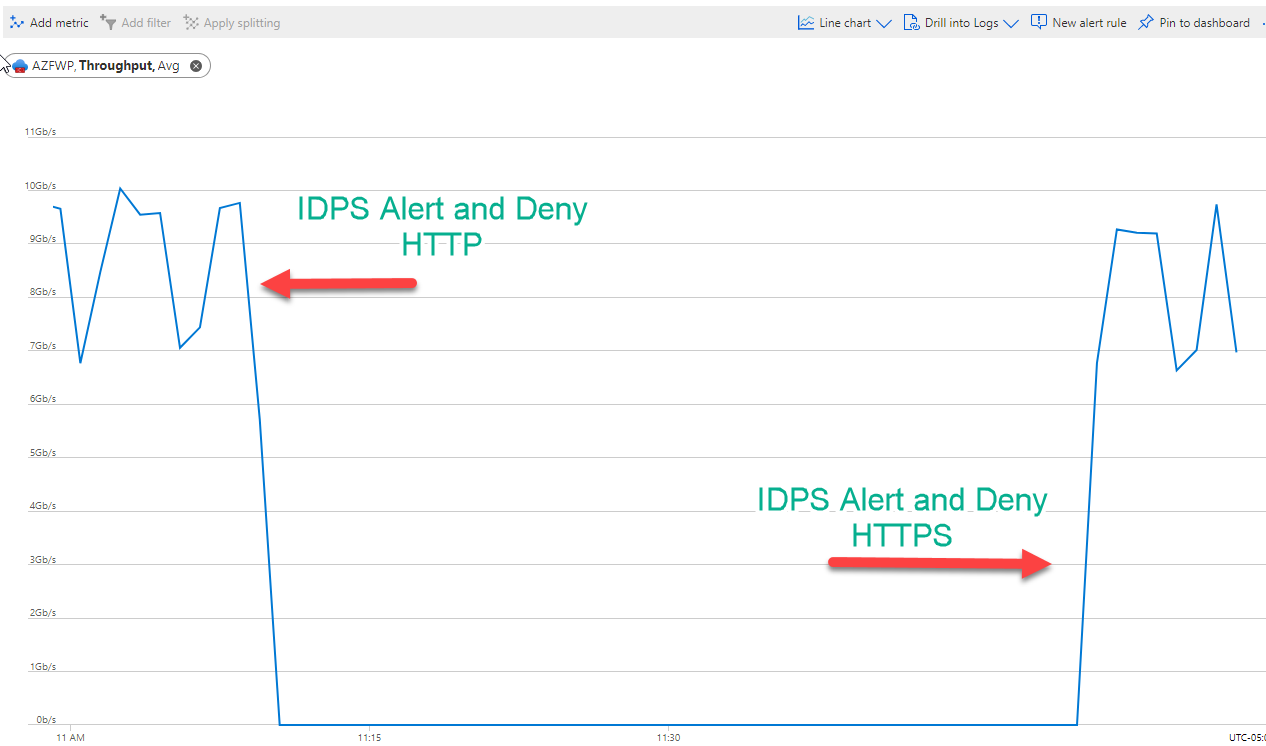 Add metric Add filter Apply splitting Line chart Drill into Logs New alert rule Pin to dashboard
AZFWP, Throughput, Avg
11Gb/s
10Gb/s
IDPS Alert and Deny
HTTP
9Gb/s
8Gb/s
7Gb/s
6Gb/s
5Gb/s
IDPS Alert and Deny
HTTPS
4Gb/s
3Gb/s
2Gb/s
1Gb/s
0b/s
11 AM 11:15 11:30 UTC-05: